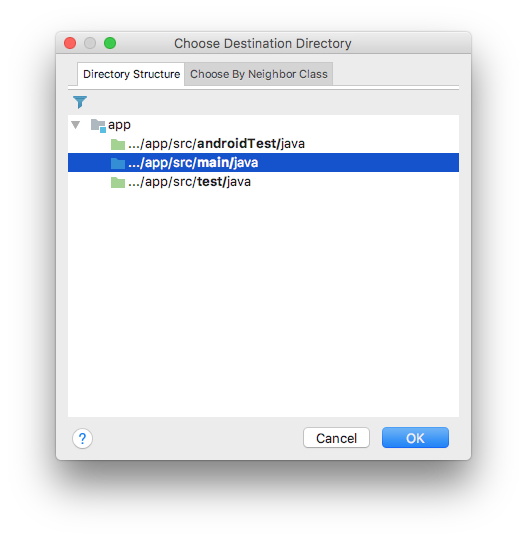 Choose Destination Directory
Directory Structure Choose By Neighbor Class
app
.../app/src/androidTest/java
.../app/src/main/java
.../app/src/test/java
? Cancel OK